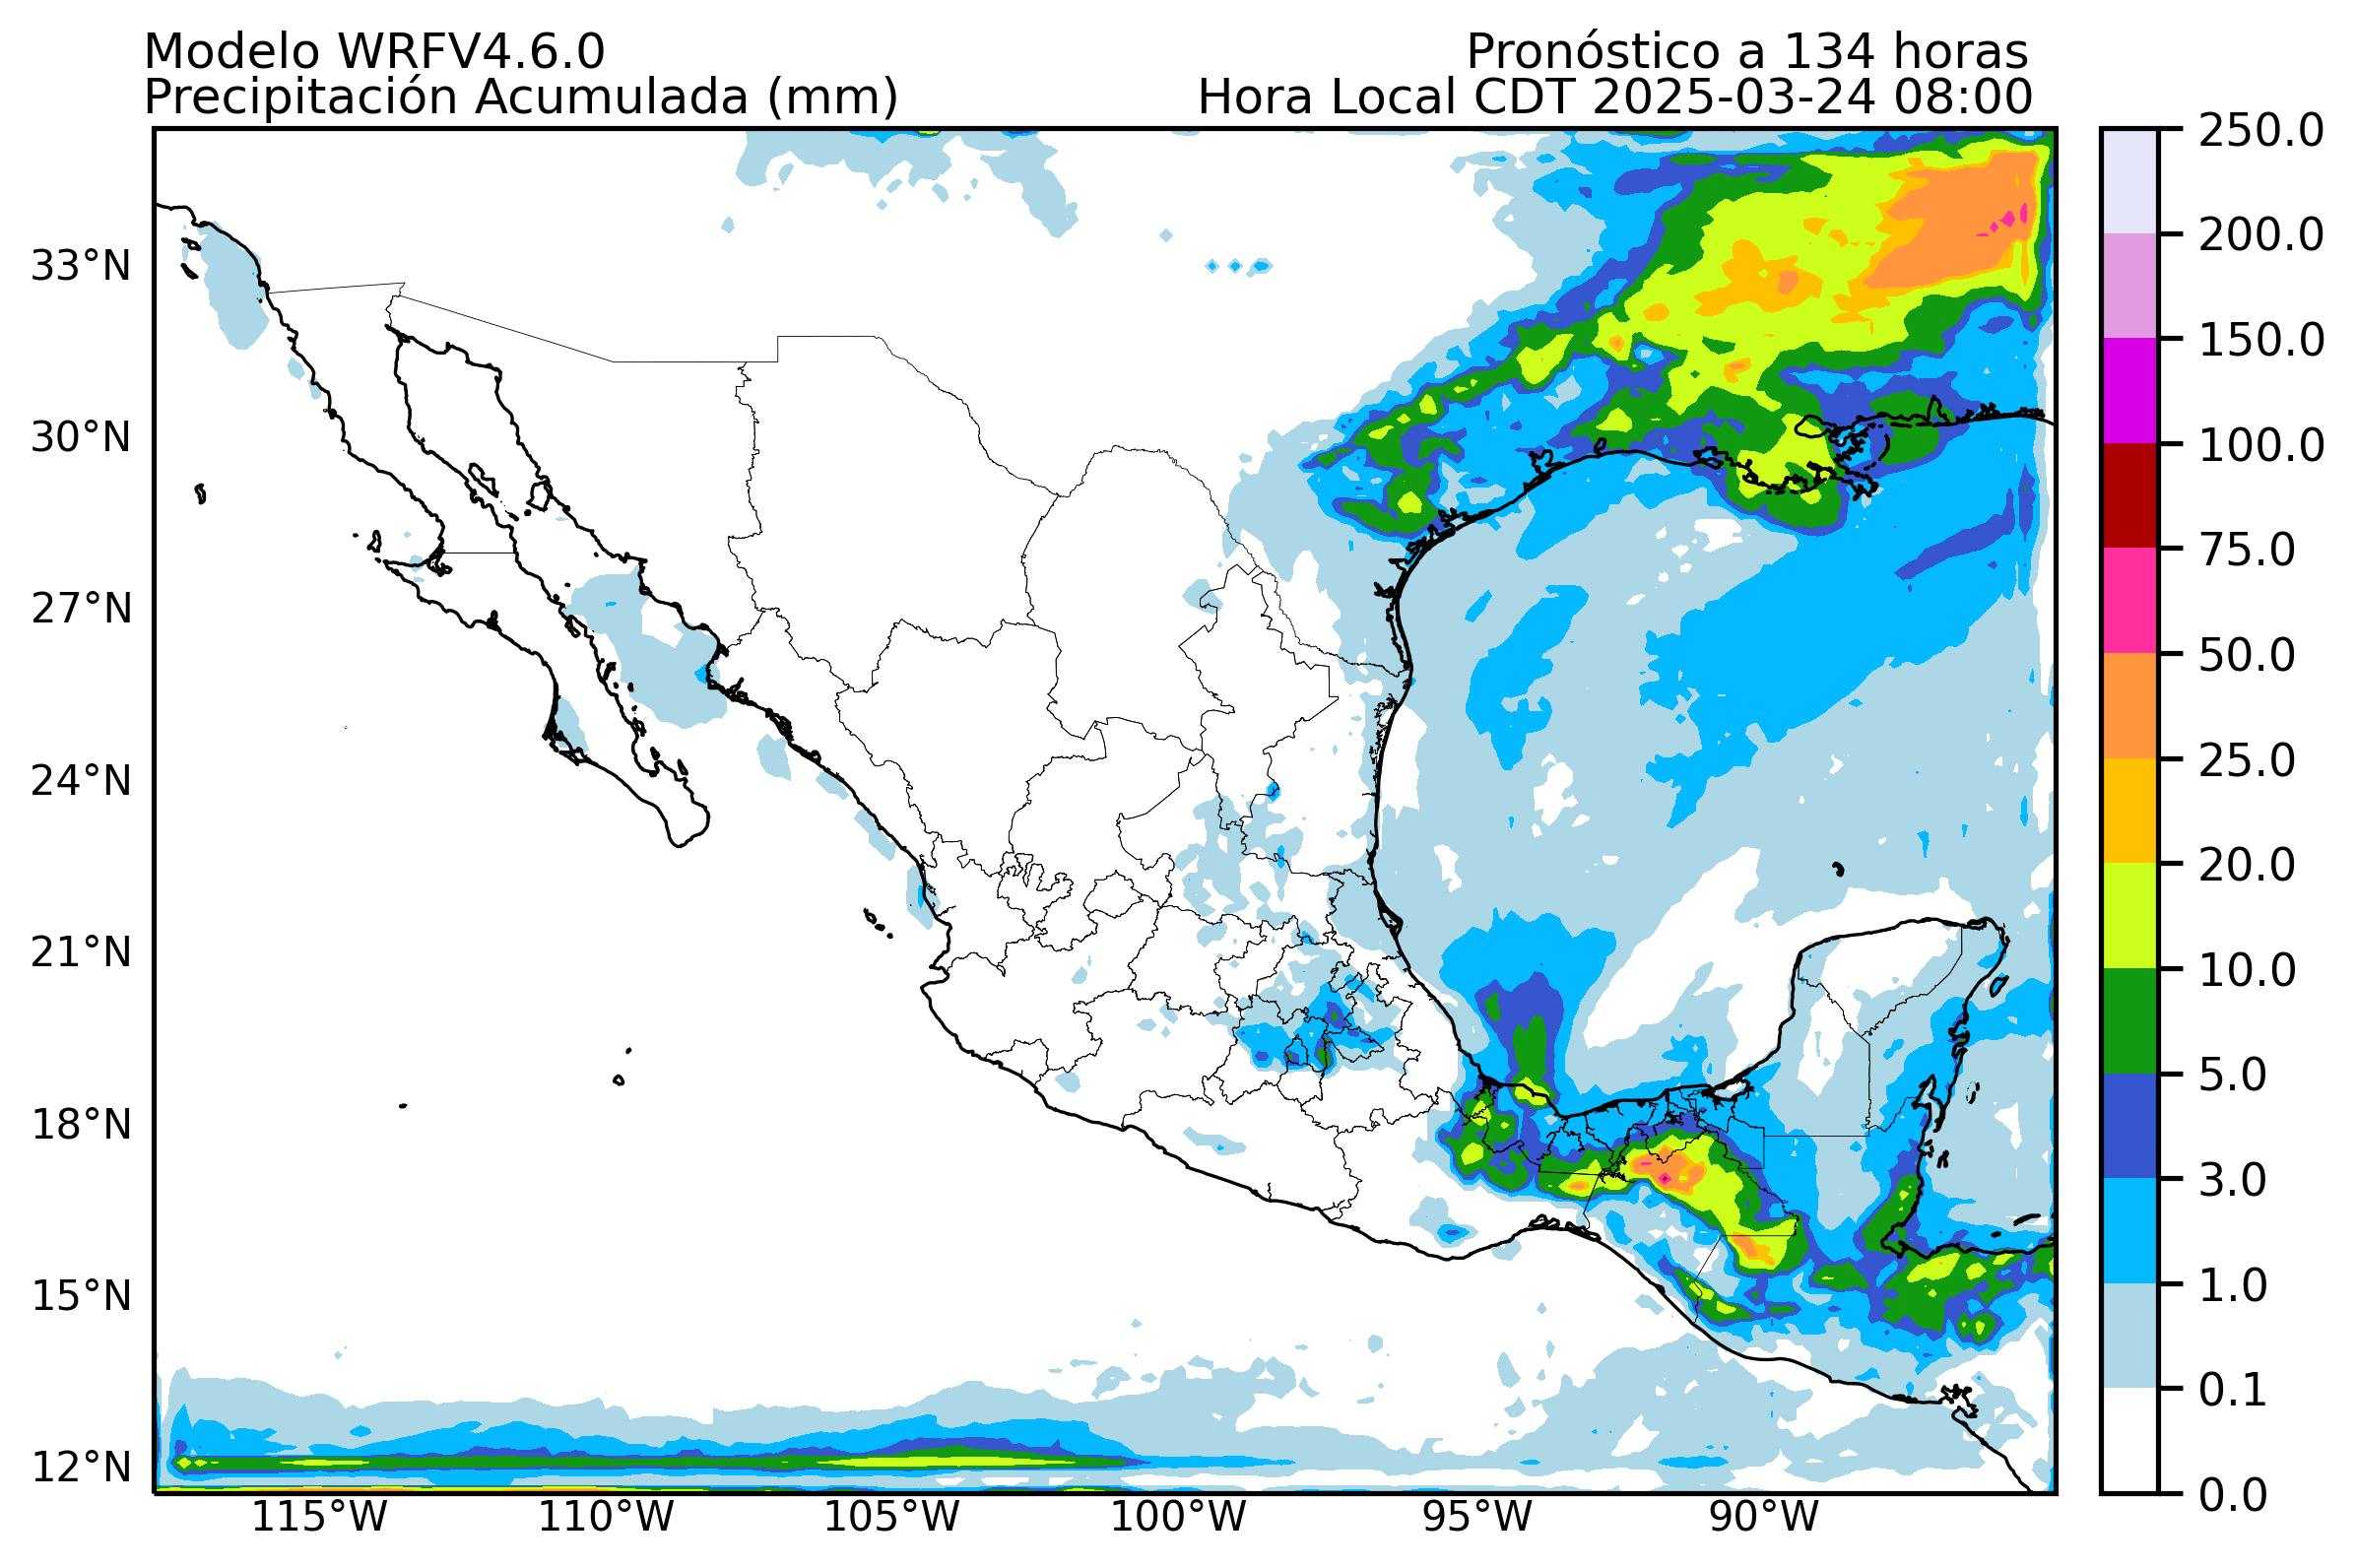 Modelo WRFV4.6.0
Pronóstico a 134 horas
Precipitación Acumulada (mm)
Hora Local CDT 2025-03-24 08:00
250.0
200.0
150.0
100.0
75.0
50.0
25.0
20.0
10.0
5.0
3.0
1.0
0.1
0.0
33°N
30°N
27°N
24°N
21°N
18°N
15°N
12°N
115°W
110°W
105°W
100°W
95°W
90°W